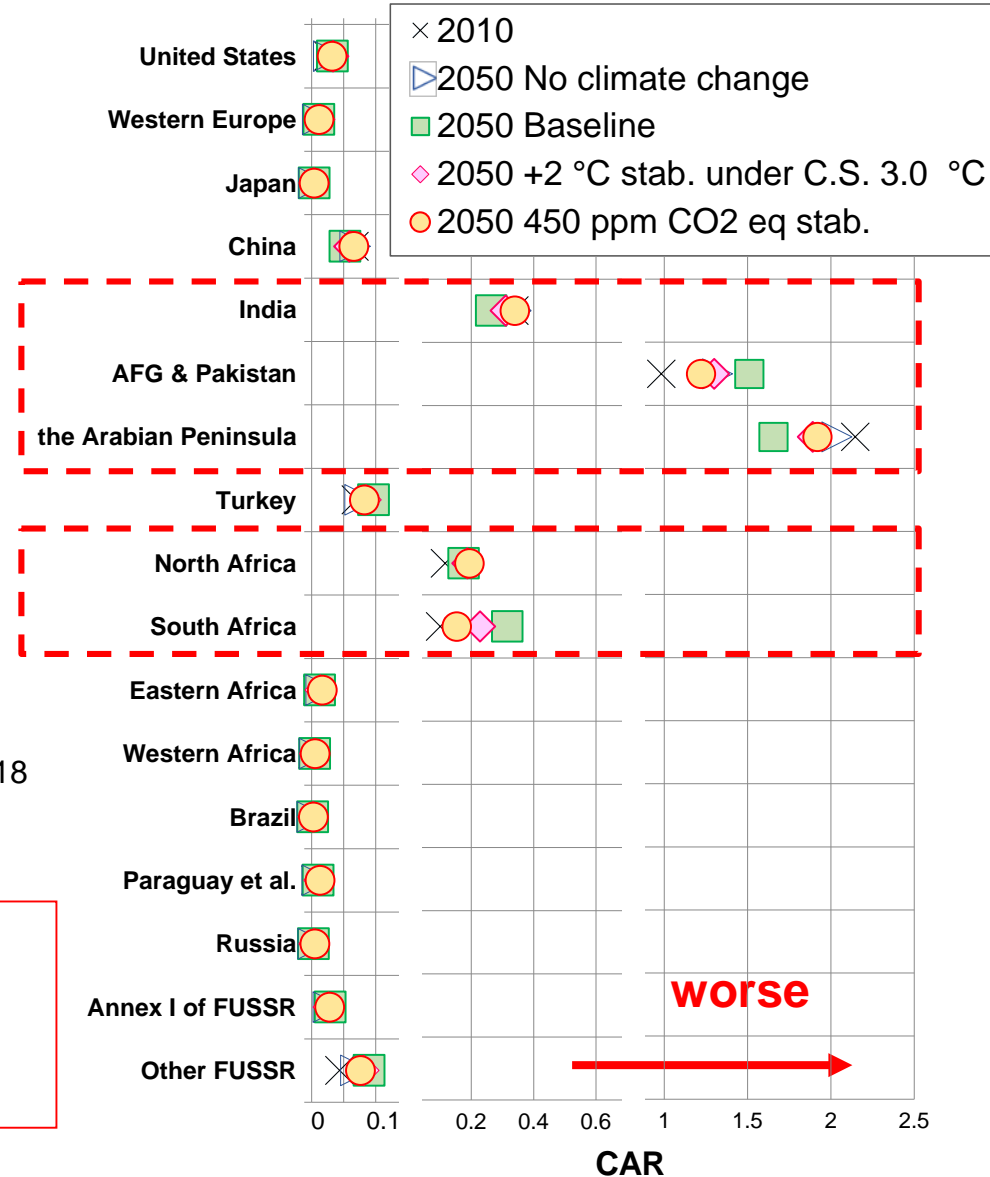 2010
2050 No climate change
2050 Baseline
2050 +2 °C stab. under C.S. 3.0 °C
2050 450 ppm CO2 eq stab.
United States
Western Europe
Japan
China
India
AFG & Pakistan
the Arabian Peninsula
Turkey
North Africa
South Africa
Eastern Africa
Western Africa
18
Brazil
Paraguay et al.
Russia
Annex I of FUSSR
worse
Other FUSSR
0 0.1 0.2 0.4 0.6 1 1.5 2 2.5
CAR